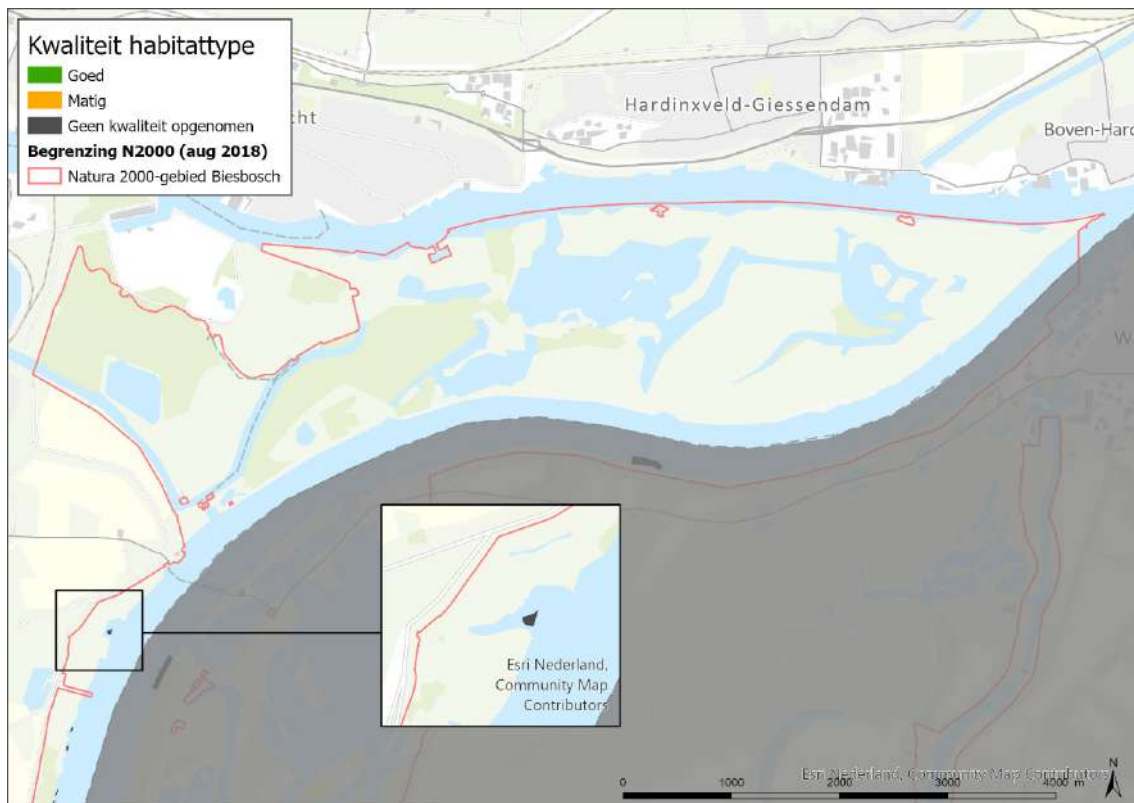 Kwaliteit habitattype
Goed
Matig
Geen kwaliteit opgenomen
Begrenzing N2000 (aug 2018)
Natura 2000-gebied Biesbosch
cht
Hardinxveld-Giessendam
Boven-Hard
W
Esri Nederland,
Community Map
Contributors
Esri Nederland, Community Map Contributors
N
0 1000 2000 3000 4000 m